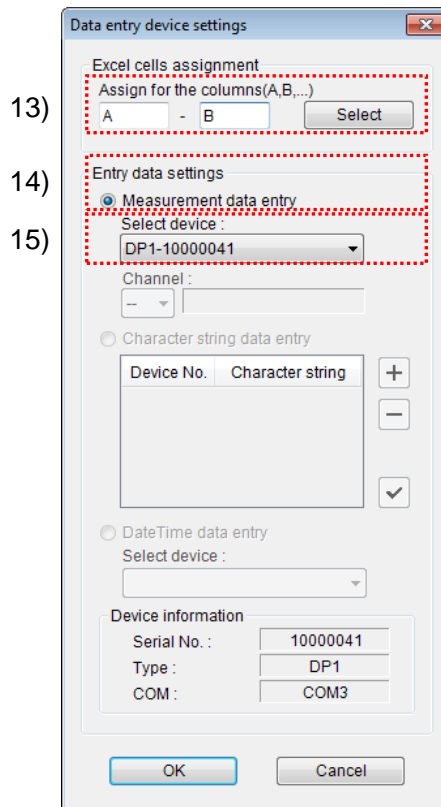 Data entry device settings
Excel cells assignment
Assign for the columns(A,B,...)
13)
A - B Select
14)
Entry data settings
Measurement data entry
15)
Select device :
DP1-10000041
Channel :
--
Character string data entry
Device No. Character string
DateTime data entry
Select device :
Device information
Serial No. : 10000041
Type : DP1
COM : COM3
OK Cancel